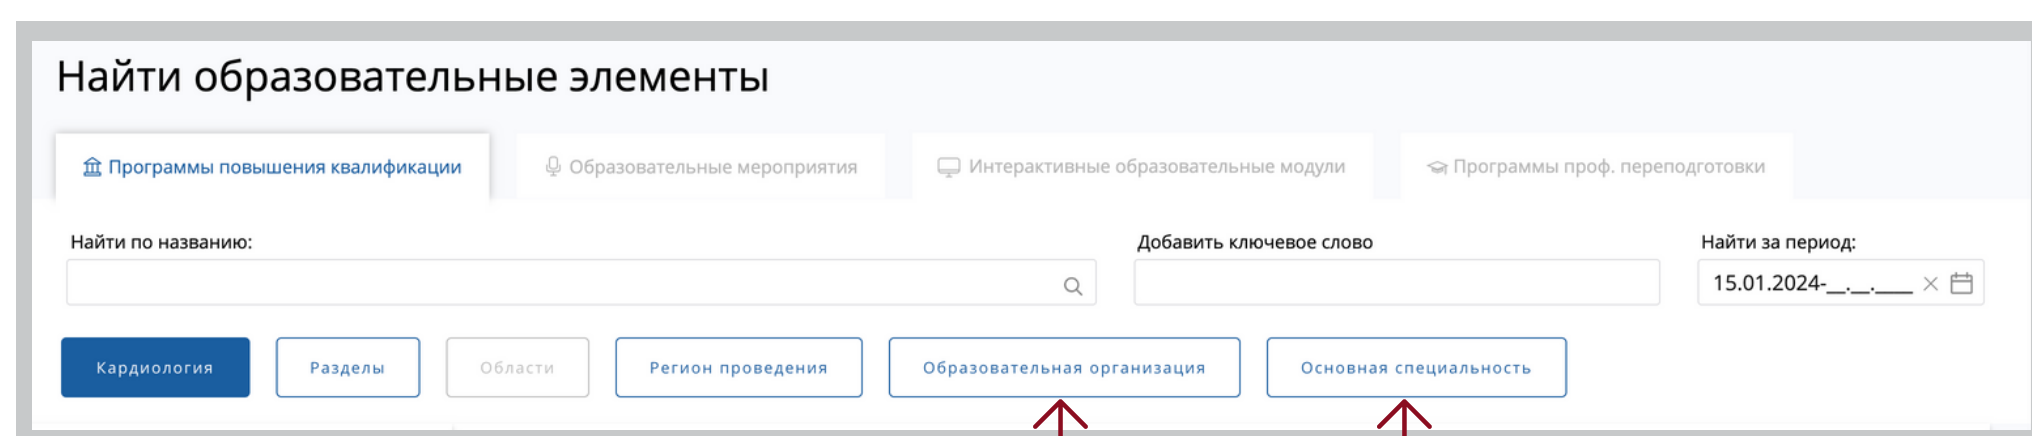 Найти образовательные элементы
Программы повышения квалификации
Образовательные мероприятия
Интерактивные образовательные модули
Программы проф. переподготовки
Найти по названию:
Добавить ключевое слово
Найти за период:
15.01.2024-__.__.____
Кардиология
Разделы
Области
Регион проведения
Образовательная организация
Основная специальность